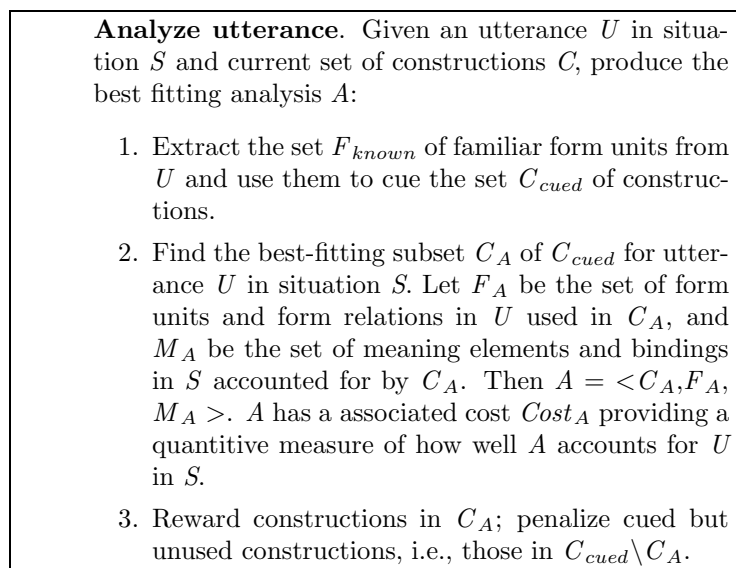 Analyze utterance. Given an utterance U in situa-
tion S and current set of constructions C, produce the
best fitting analysis A:
1. Extract the set F_known of familiar form units from
U and use them to cue the set C_cued of construc-
tions.
2. Find the best-fitting subset C_A of C_cued for utter-
ance U in situation S. Let F_A be the set of form
units and form relations in U used in C_A, and
M_A be the set of meaning elements and bindings
in S accounted for by C_A. Then A = <C_A,F_A,
M_A >. A has a associated cost Cost_A providing a
quantitive measure of how well A accounts for U
in S.
3. Reward constructions in C_A; penalize cued but
unused constructions, i.e., those in C_cued\C_A.